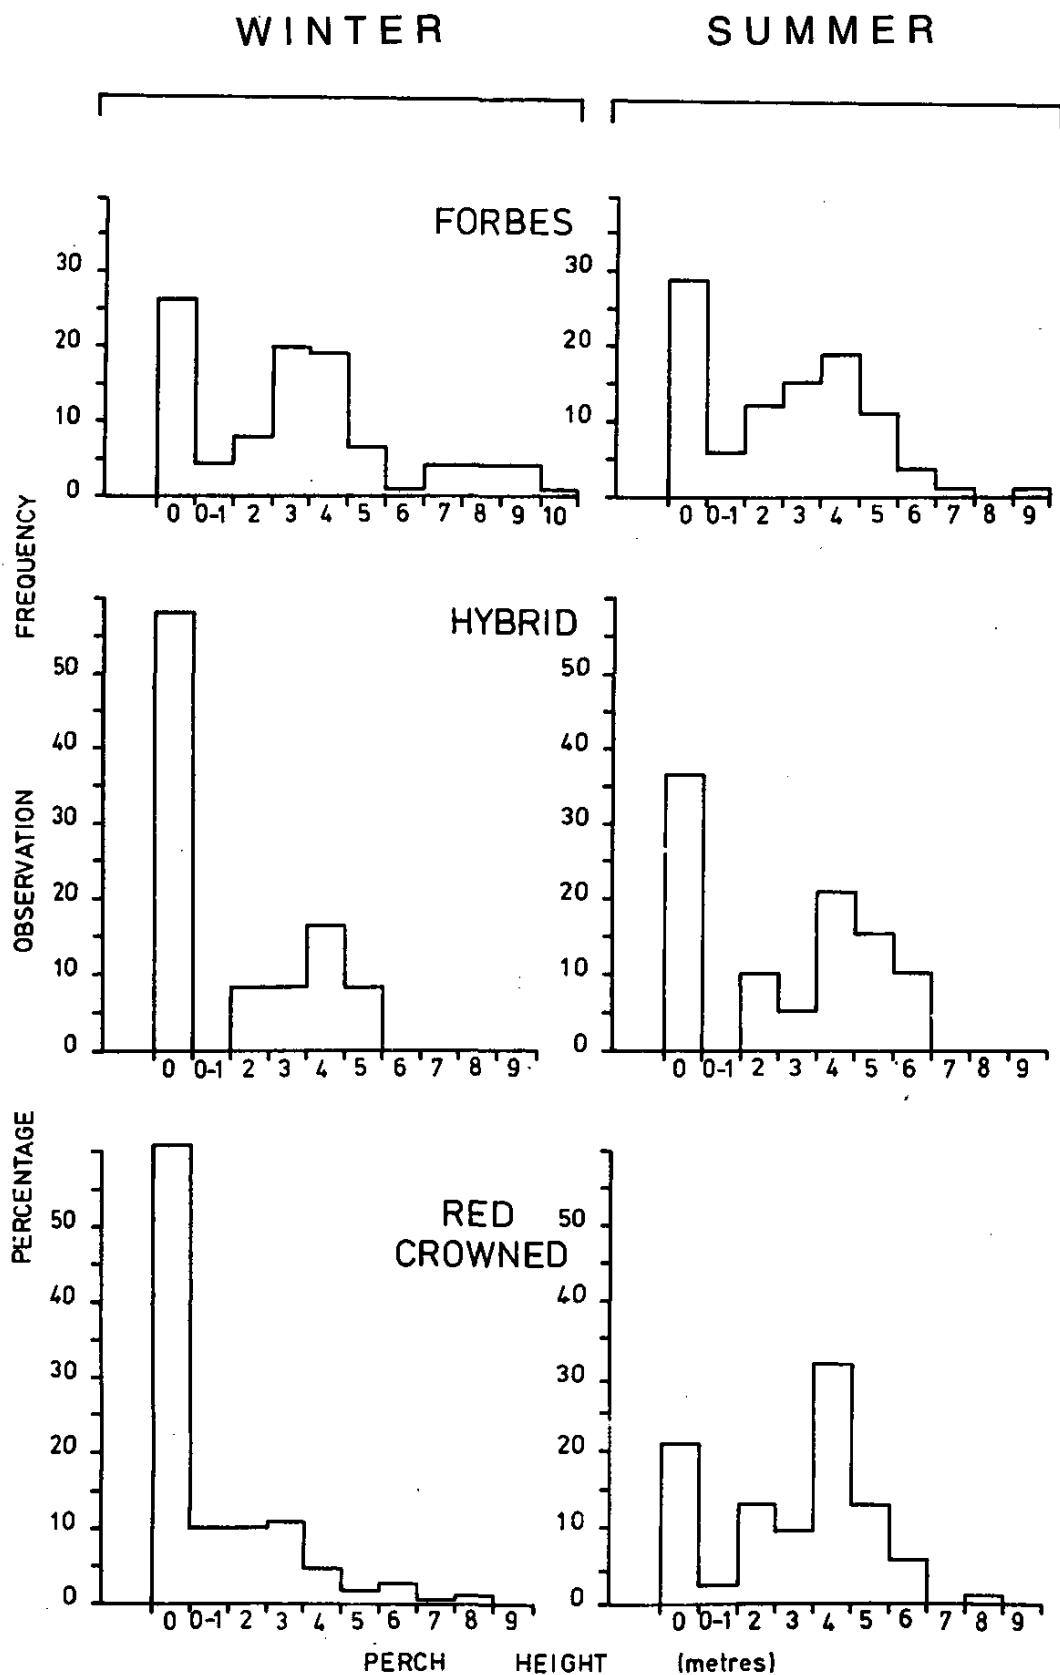 WINTER SUMMER
FORBES
30 30
20 20
10 10
0
0 0-1 2 3 4 5 6 7 8 9 10 0 0-1 2 3 4 5 6 7 8 9
HYBRID
50 50
40 40
30 30
20 20
10 10
0 0
0 0-1 2 3 4 5 6 7 8 9 0 0-1 2 3 4 5 6 7 8 9
RED
CROWNED
50 50
40 40
30 30
20 20
10 10
0 0
0 0-1 2 3 4 5 6 7 8 9 0 0-1 2 3 4 5 6 7 8 9
PERCENTAGE OBSERVATION FREQUENCY
PERCH HEIGHT (metres)